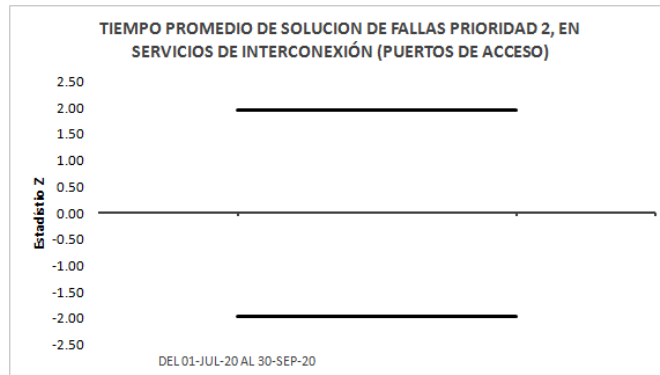 TIEMPO PROMEDIO DE SOLUCION DE FALLAS PRIORIDAD 2, EN
SERVICIOS DE INTERCONEXIÓN (PUERTOS DE ACCESO)
2.50
2.00
1.50
1.00
0.50
0.00
-0.50
-1.00
-1.50
-2.00
-2.50
Estadístio Z
DEL 01-JUL-20 AL 30-SEP-20